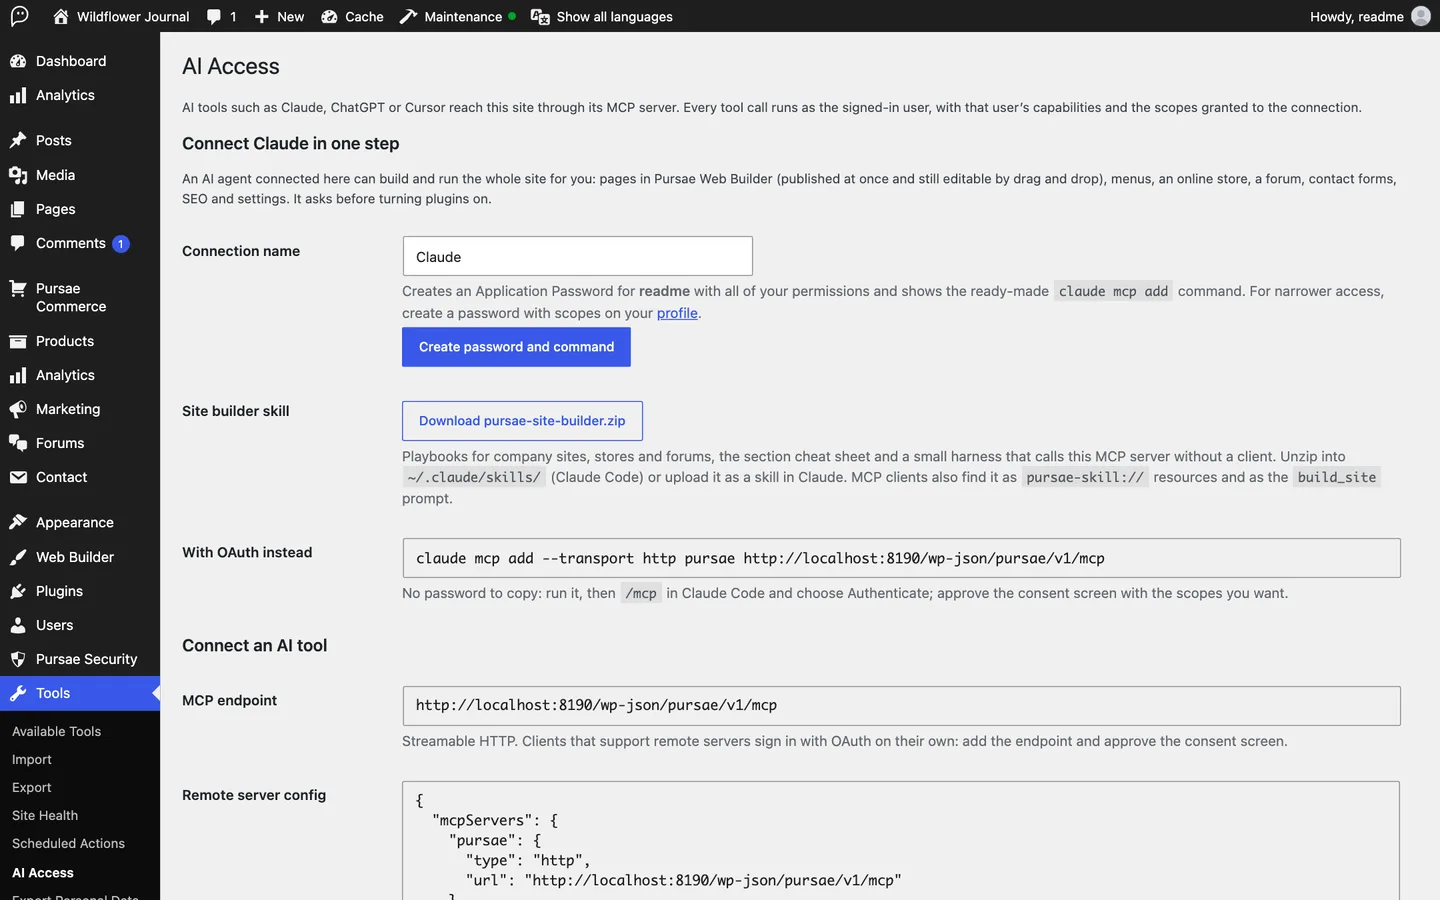 Wildflower Journal
1
New
Cache
Maintenance
Show all languages
Howdy, readme
Dashboard
Analytics
Posts
Media
Pages
Comments 1
Pursae
Commerce
Products
Analytics
Marketing
Forums
Contact
Appearance
Web Builder
Plugins
Users
Pursae Security
Tools
Available Tools
Import
Export
Site Health
Scheduled Actions
AI Access
Export Personal Data
AI Access
AI tools such as Claude, ChatGPT or Cursor reach this site through its MCP server. Every tool call runs as the signed-in user, with that user's capabilities and the scopes granted to the connection.
Connect Claude in one step
An AI agent connected here can build and run the whole site for you: pages in Pursae Web Builder (published at once and still editable by drag and drop), menus, an online store, a forum, contact forms,
SEO and settings. It asks before turning plugins on.
Connection name
Claude
Creates an Application Password for readme with all of your permissions and shows the ready-made claude mcp add command. For narrower access,
create a password with scopes on your profile.
Create password and command
Site builder skill
Download pursae-site-builder.zip
Playbooks for company sites, stores and forums, the section cheat sheet and a small harness that calls this MCP server without a client. Unzip into
~/.claude/skills/ (Claude Code) or upload it as a skill in Claude. MCP clients also find it as pursae-skill:// resources and as the build_site
prompt.
With OAuth instead
claude mcp add --transport http pursae http://localhost:8190/wp-json/pursae/v1/mcp
No password to copy: run it, then /mcp in Claude Code and choose Authenticate; approve the consent screen with the scopes you want.
Connect an AI tool
MCP endpoint
http://localhost:8190/wp-json/pursae/v1/mcp
Streamable HTTP. Clients that support remote servers sign in with OAuth on their own: add the endpoint and approve the consent screen.
Remote server config
{
"mcpServers": {
"pursae": {
"type": "http",
"url": "http://localhost:8190/wp-json/pursae/v1/mcp"
}